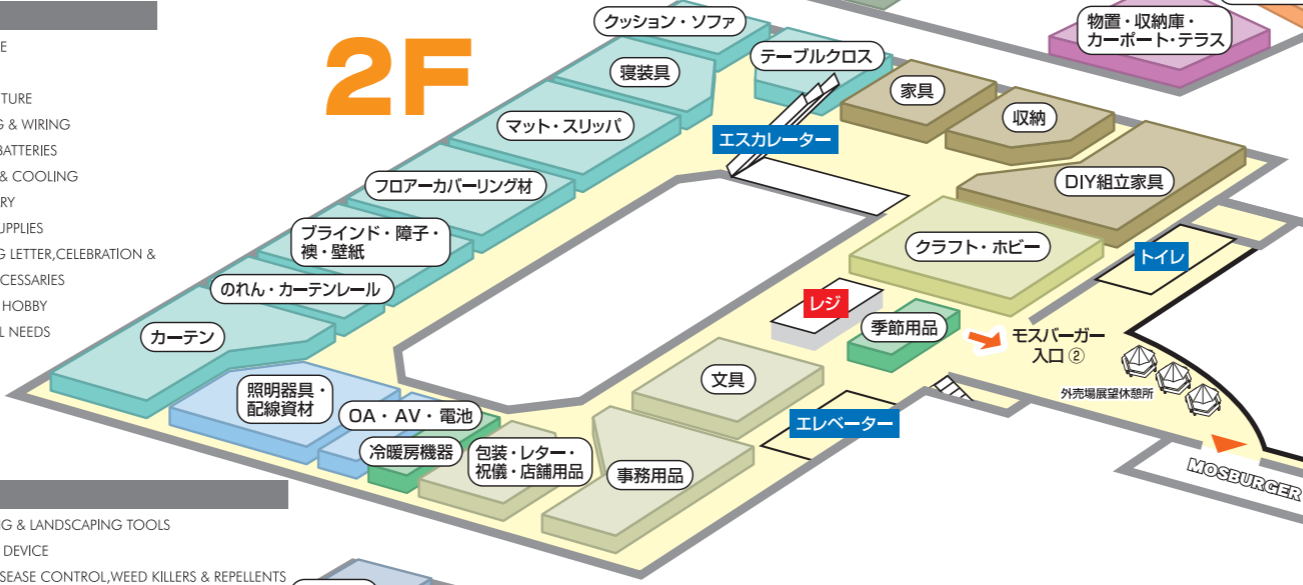 E
TURE
G & WIRING
BATTERIES
& COOLING
RY
UPPLIES
G LETTER,CELEBRATION &
CESSARIES
HOBBY
L NEEDS
2F
クッション・ソファ
寝装具
テーブルクロス
物置・収納庫・
カーポート・テラス
家具
収納
マット・スリッパ
エスカレーター
DIY組立家具
フロアーカバーリング材
ブラインド・障子・
襖・壁紙
クラフト・ホビー
トイレ
のれん・カーテンレール
レジ
季節用品
カーテン
モスバーガー
入口②
外売場展望休憩所
照明器具・
配線資材
文具
OA・AV・電池
エレベーター
冷暖房機器
包装・レター・
祝儀・店舗用品
事務用品
MOSBURGER
G & LANDSCAPING TOOLS
DEVICE
SEASE CONTROL,WEED KILLERS & REPELLENTS